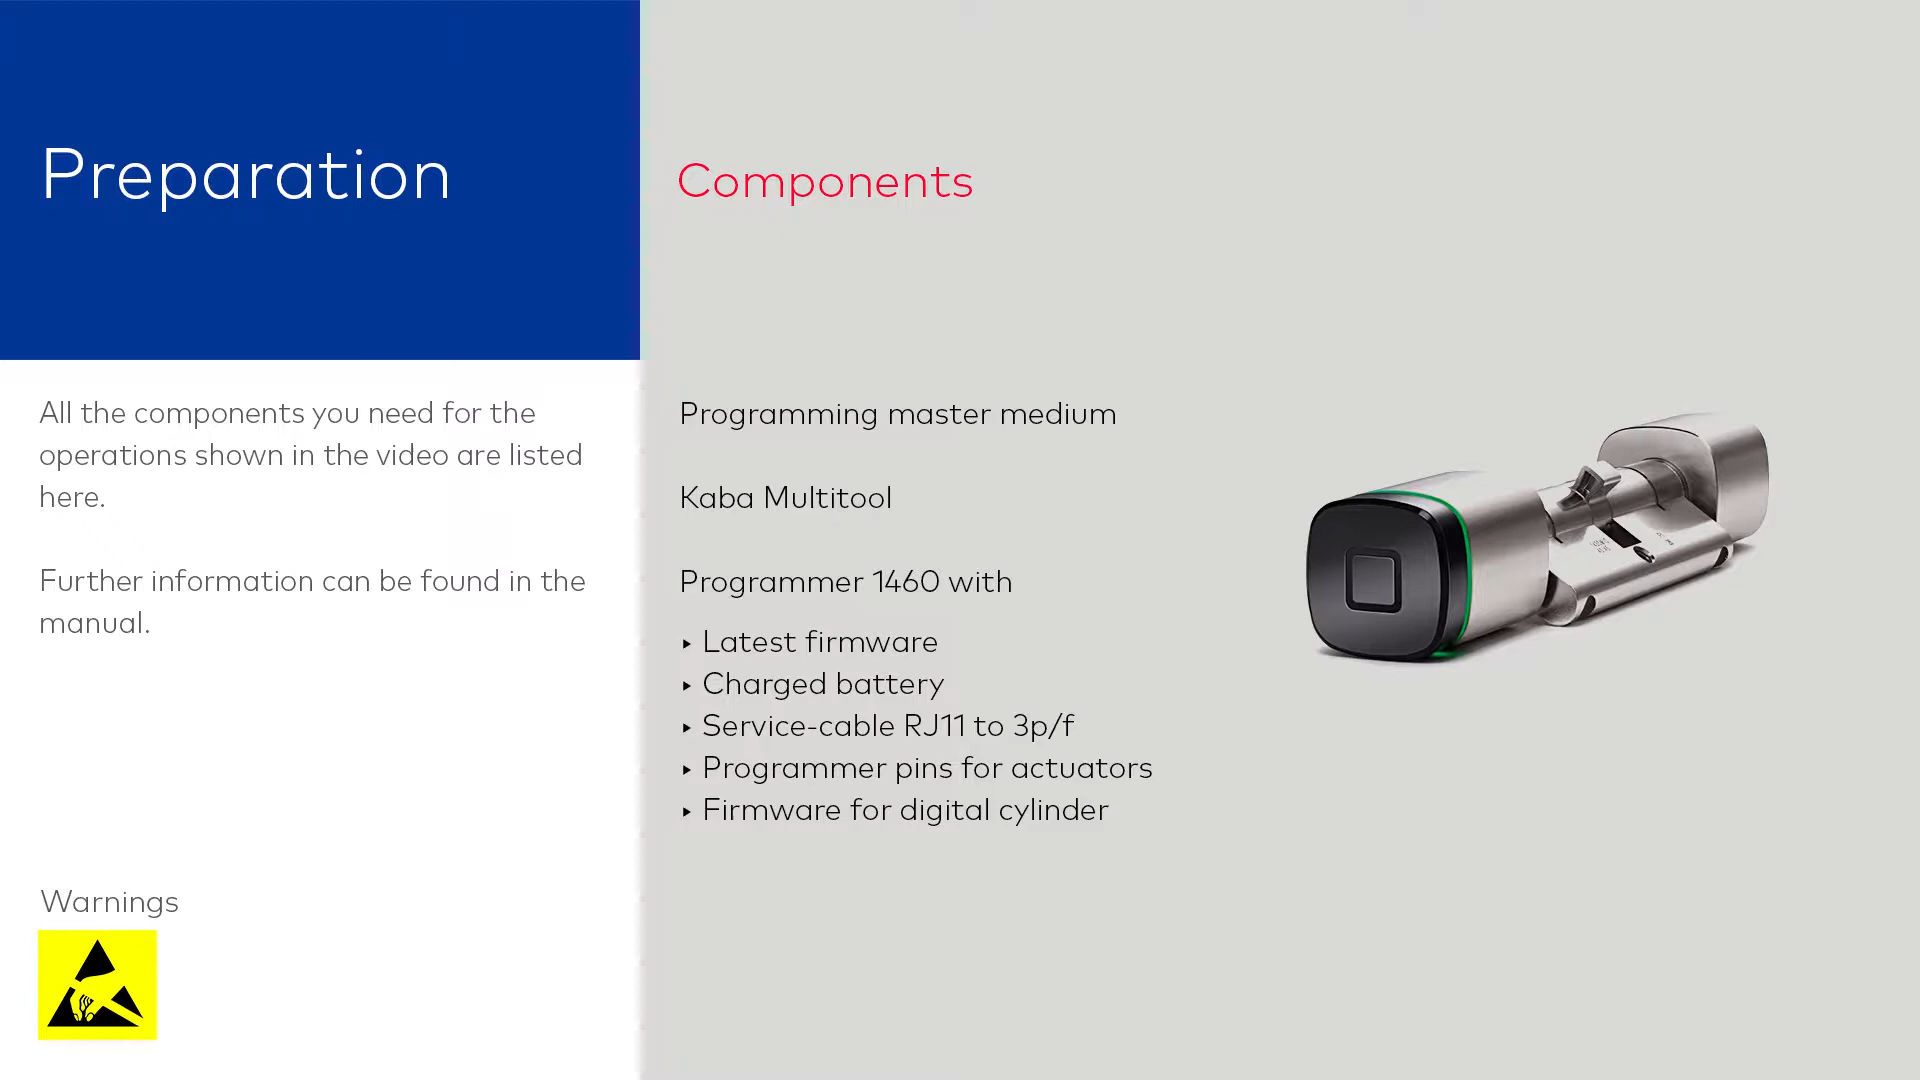 Preparation
Components
All the components you need for the
operations shown in the video are listed
here.
Further information can be found in the
manual.
Warnings
Programming master medium
Kaba Multitool
Programmer 1460 with
‣ Latest firmware
‣ Charged battery
‣ Service-cable RJ11 to 3p/f
‣ Programmer pins for actuators
‣ Firmware for digital cylinder